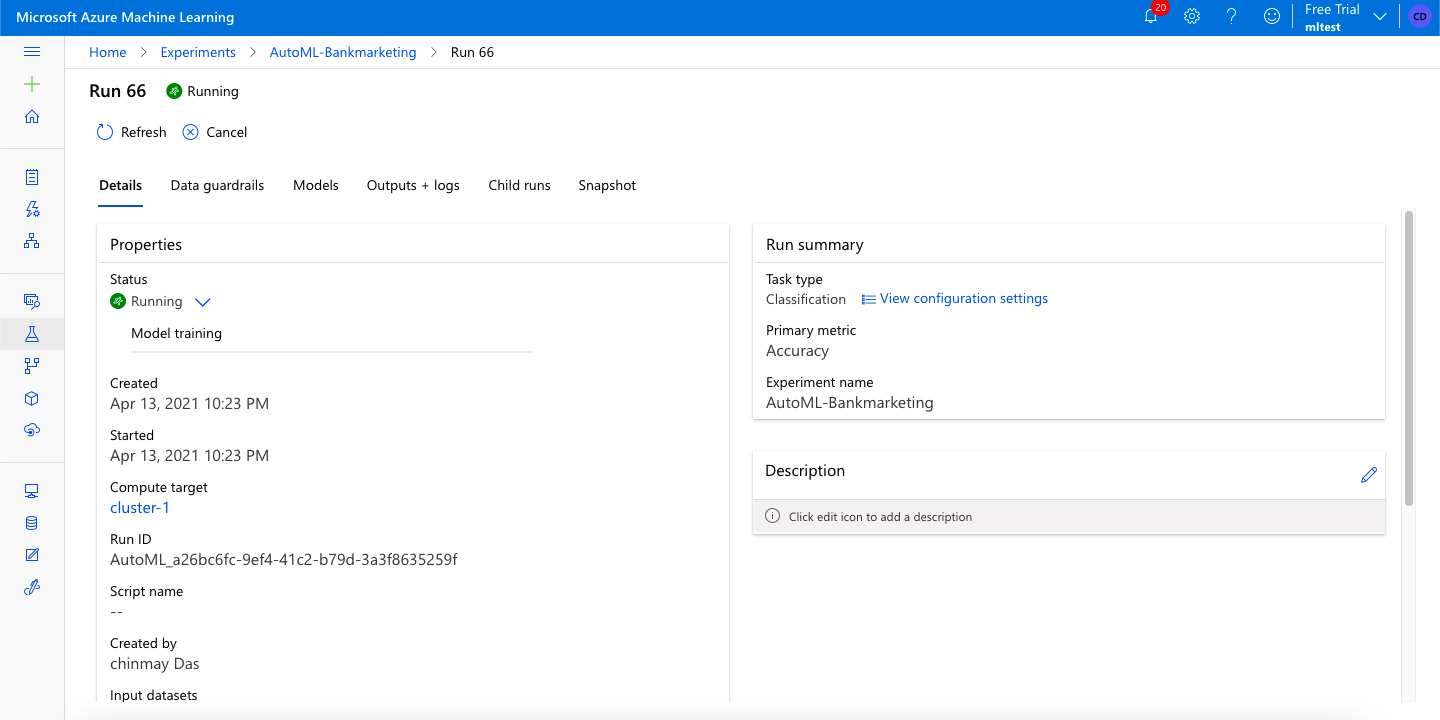 Microsoft Azure Machine Learning
20
Free Trial
mltest
CD
Home > Experiments > AutoML-Bankmarketing > Run 66
Run 66 Running
Refresh Cancel
Details Data guardrails Models Outputs + logs Child runs Snapshot
Properties
Status
Running
Model training
Created
Apr 13, 2021 10:23 PM
Started
Apr 13, 2021 10:23 PM
Compute target
cluster-1
Run ID
AutoML_a26bc6fc-9ef4-41c2-b79d-3a3f8635259f
Script name
--
Created by
chinmay Das
Input datasets
Run summary
Task type
Classification View configuration settings
Primary metric
Accuracy
Experiment name
AutoML-Bankmarketing
Description
Click edit icon to add a description